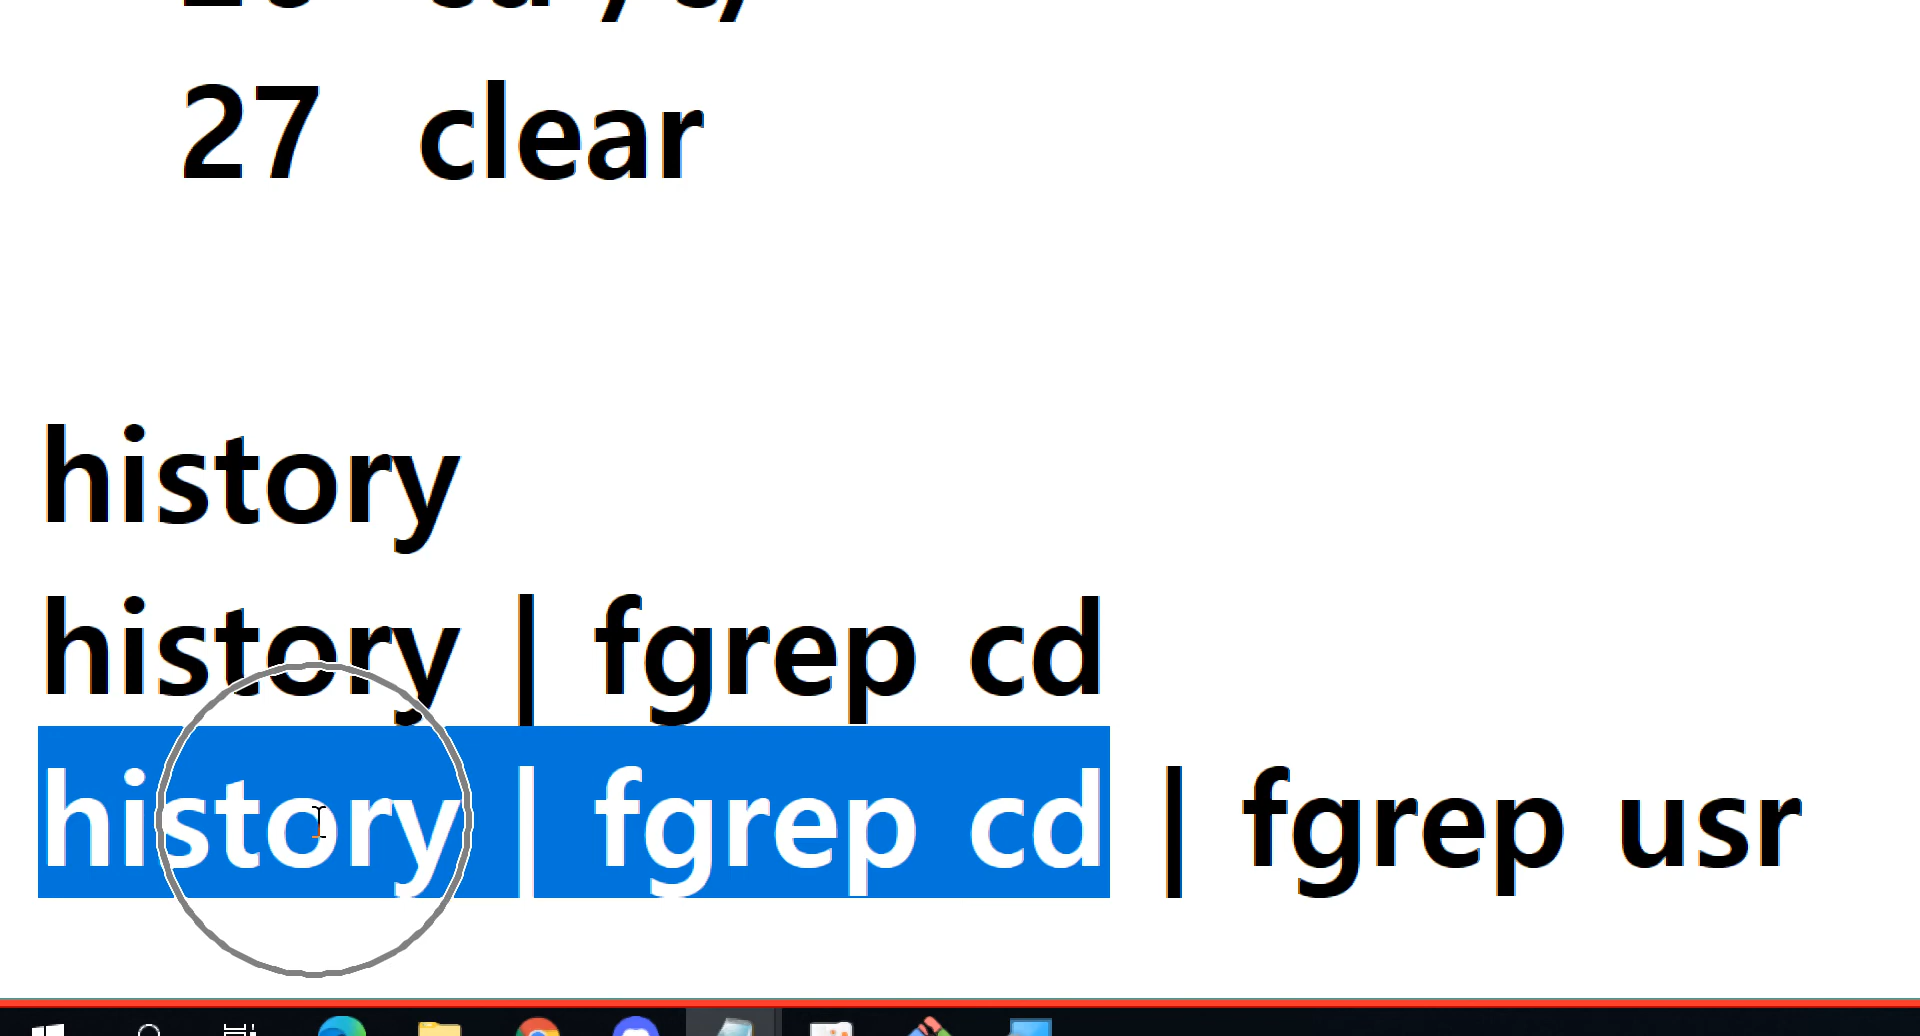 27 clear
history
history | fgrep cd
history | fgrep cd | fgrep usr